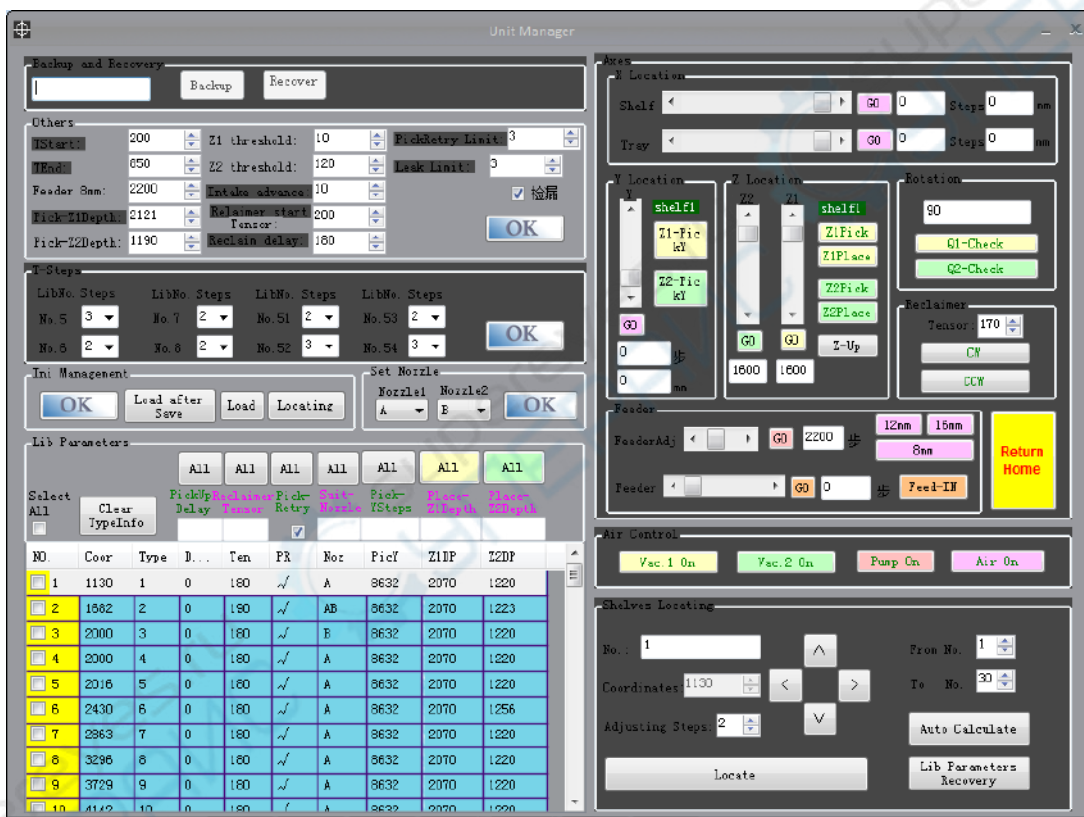 Unit Manager
Backup and Recovery
Backup
Recover
Others
TStart: 200 Z1 threshold: 10 PickRetry Limit: 3
TEnd: 850 Z2 threshold: 120 Leak Limit: 3
Feeder 8mm: 2200 Intake advance 10 捡漏
Pick-Z1Depth: 2121 Relaimer start Tensor: 200 OK
Pick-Z2Depth: 1190 Reclain delay: 180
T-Steps
LibNo. Steps LibNo. Steps LibNo. Steps LibNo. Steps
No.5 3 No.7 2 No.51 2 No.53 2
No.6 2 No.8 2 No.52 3 No.54 3
OK
Ini Management
OK
Load after Save
Load
Locating
Set Nozzle
Nozzle1 Nozzle2
A B OK
Lib Parameters
All All All All All All All
Select All
Clear TypeInfo
PickUp Delay
Reclaimer Tensor
Pick-Retry
Suit-Nozzle
Pick-YSteps
Place-Z1Depth
Place-Z2Depth
NO. Coor Type D... Ten PR Noz PicY Z1DP Z2DP
1 1130 1 0 180 √ A 8632 2070 1220
2 1682 2 0 190 √ AB 8632 2070 1223
3 2000 3 0 180 √ B 8632 2070 1220
4 2000 4 0 180 √ A 8632 2070 1220
5 2016 5 0 180 √ A 8632 2070 1220
6 2430 6 0 180 √ A 8632 2070 1256
7 2863 7 0 180 √ A 8632 2070 1220
8 3296 8 0 180 √ A 8632 2070 1220
9 3729 9 0 180 √ A 8632 2070 1220
10 4142 10 0 180 √ A 8632 2070 1220
Axes
X Location
Shelf GO 0 Steps 0 mm
Tray GO 0 Steps 0 mm
Y Location
Y
shelf1
Z1-PickY
Z2-PickY
GO
0 步
0 mm
Z Location
Z2 Z1
shelf1
Z1Pick
Z1Place
Z2Pick
Z2Place
GO GO Z-Up
1600 1600
Rotation
90
Q1-Check
Q2-Check
Reclaimer
Tensor: 170
CW
CCW
Feeder
FeederAdj GO 2200 步
12mm 16mm
8mm
Feeder GO 0 步 Feed-IN
Return Home
Air Control
Vac.1 On Vac.2 On Pump On Air On
Shelves Locating
No.: 1
Coordinates: 1130
Adjusting Steps: 2
Locate
From No. 1
To No. 30
Auto Calculate
Lib Parameters Recovery